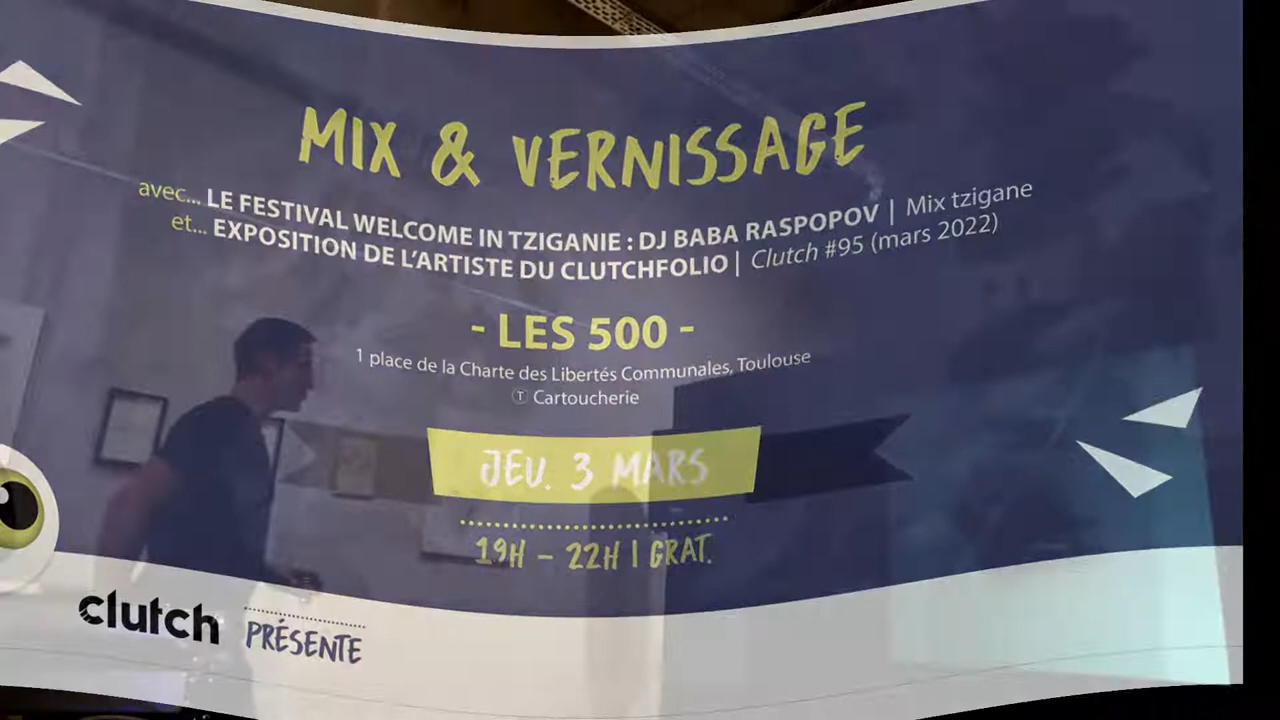 MIX & VERNISSAGE
avec... LE FESTIVAL WELCOME IN TZIGANIE : DJ BABA RASPOPOV | Mix tzigane
et... EXPOSITION DE L'ARTISTE DU CLUTCHFOLIO | Clutch #95 (mars 2022)
- LES 500 -
1 place de la Charte des Libertés Communales, Toulouse
Ⓣ Cartoucherie
JEU. 3 MARS
19H – 22H | GRAT.
clutch PRÉSENTE